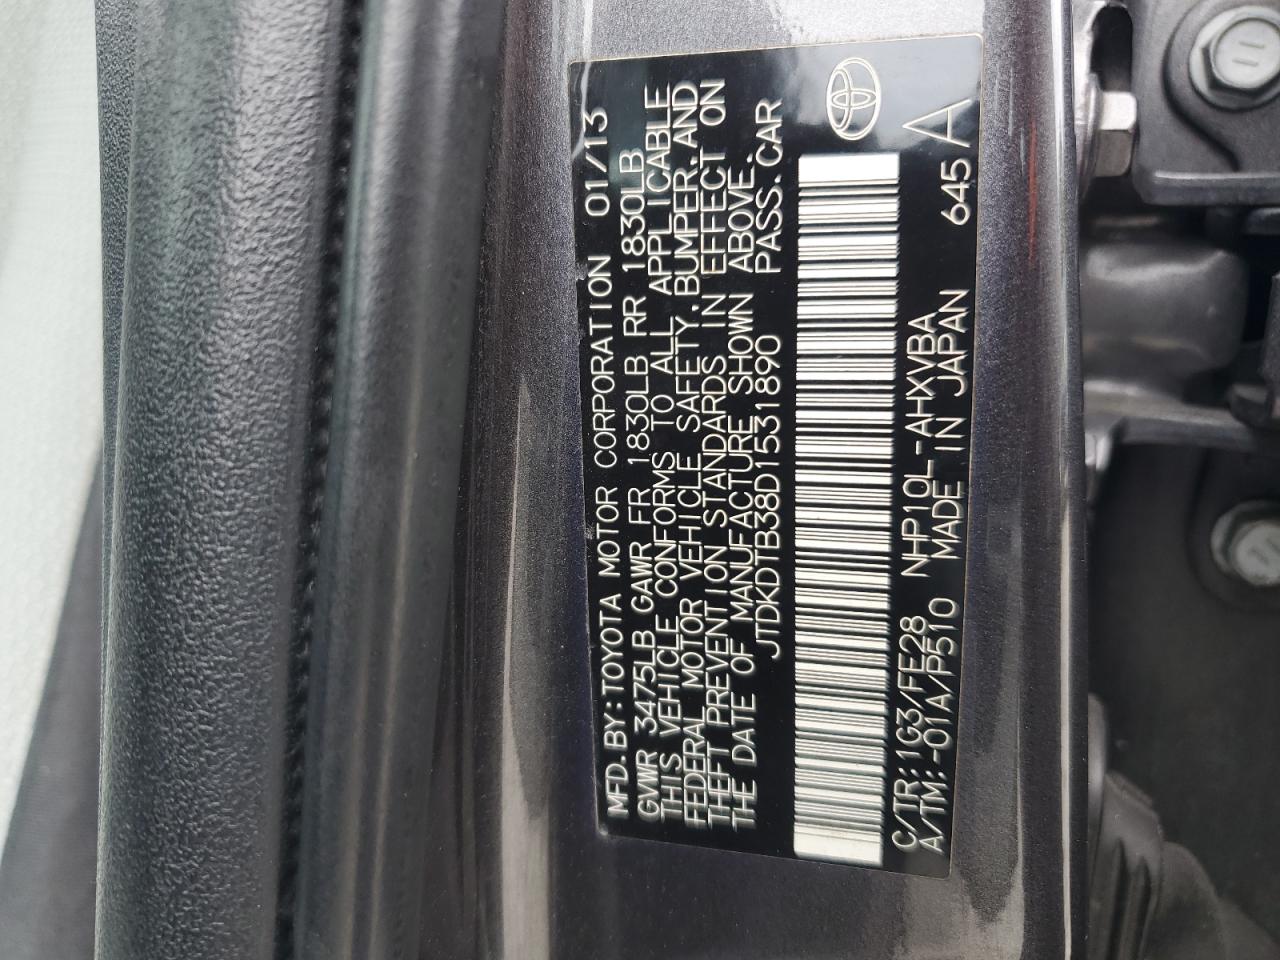 MFD.BY:TOYOTA MOTOR CORPORATION 01/13
GVWR 3475LB GAWR FR 1830LB RR 1830LB
THIS VEHICLE CONFORMS TO ALL APPLICABLE
FEDERAL MOTOR VEHICLE SAFETY,BUMPER,AND
THEFT PREVENTION STANDARDS IN EFFECT ON
THE DATE OF MANUFACTURE SHOWN ABOVE.
JTDKDTB38D1531890 PASS.CAR
C/TR:1G3/FE28 NHP10L-AHXVBA 645 A
A/TM:-01A/P510 MADE IN JAPAN